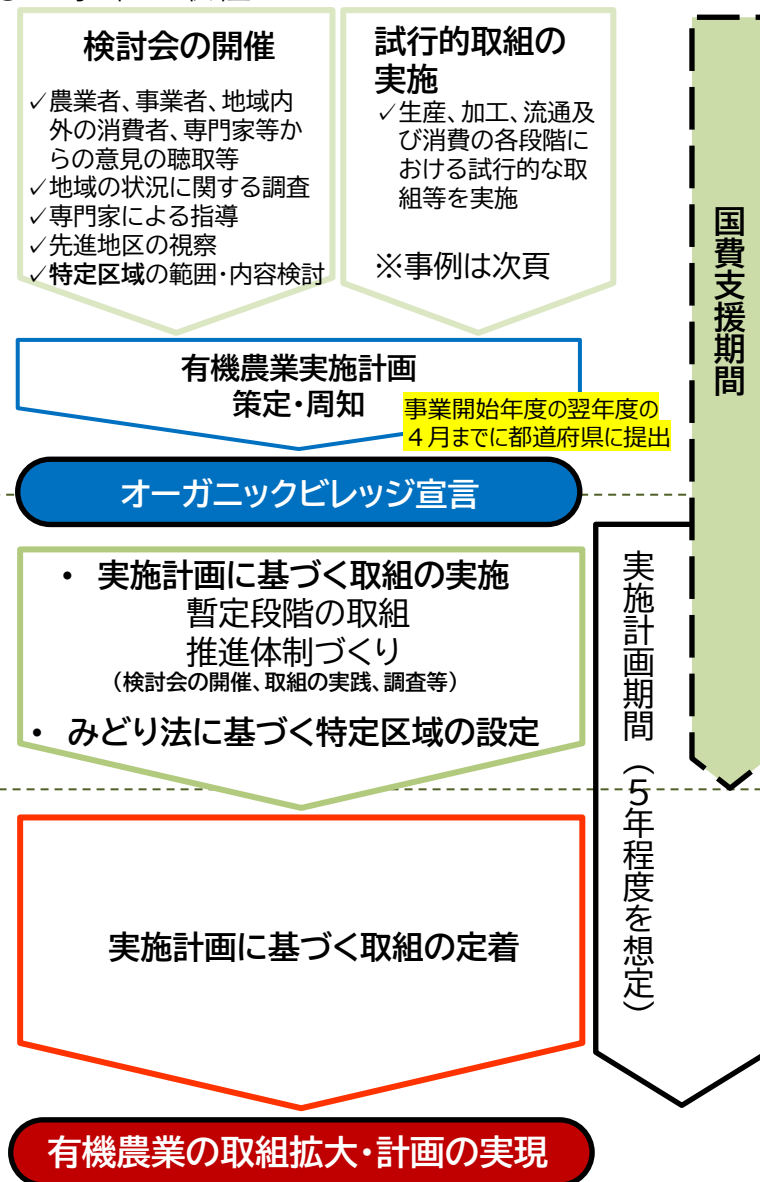 検討会の開催
✓農業者、事業者、地域内
外の消費者、専門家等か
らの意見の聴取等
✓地域の状況に関する調査
✓専門家による指導
✓先進地区の視察
✓特定区域の範囲・内容検討
試行的取組の
実施
✓生産、加工、流通及
び消費の各段階に
おける試行的な取
組等を実施
※事例は次頁
国費支援期間
有機農業実施計画
策定・周知
事業開始年度の翌年度の
４月までに都道府県に提出
オーガニックビレッジ宣言
• 実施計画に基づく取組の実施
暫定段階の取組
推進体制づくり
（検討会の開催、取組の実践、調査等）
• みどり法に基づく特定区域の設定
実施計画期間（５年程度を想定）
実施計画に基づく取組の定着
有機農業の取組拡大・計画の実現